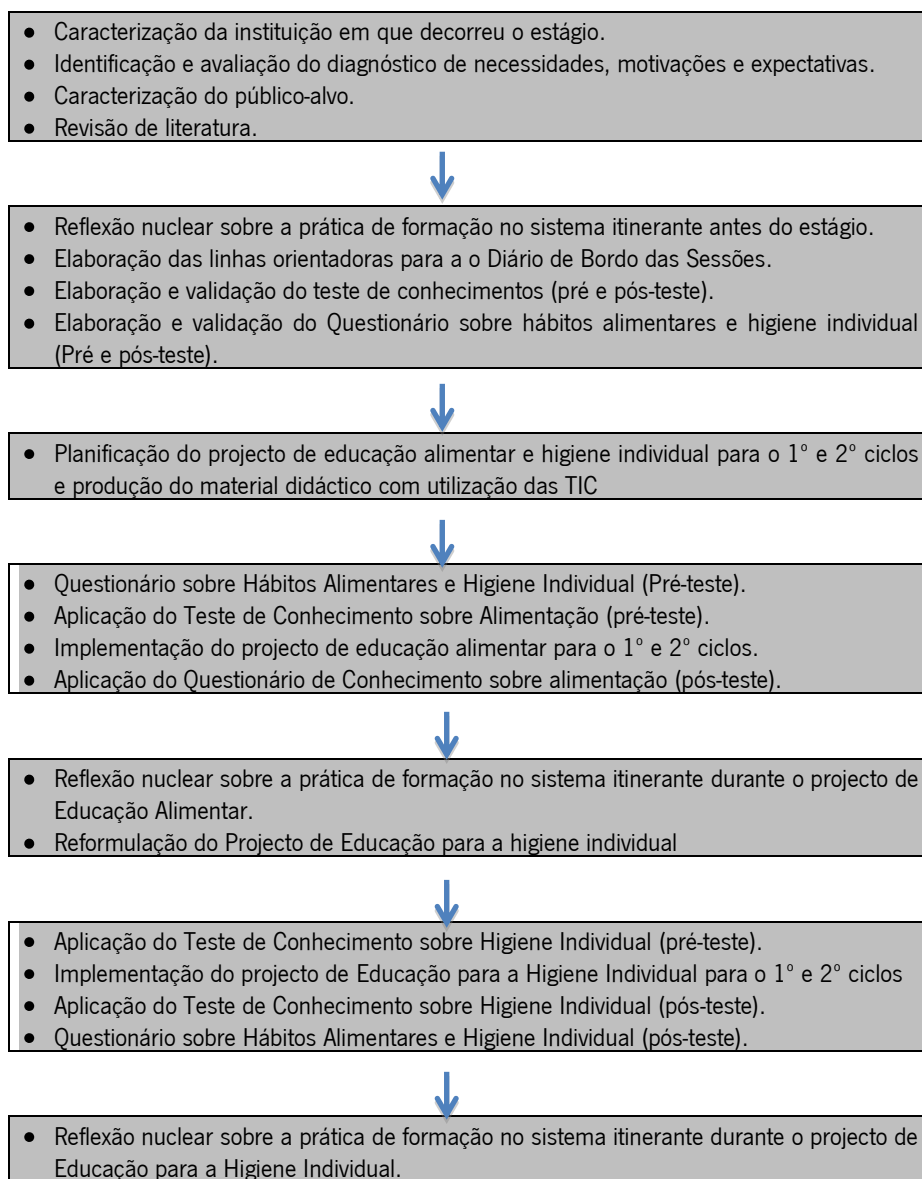 ● Caracterização da instituição em que decorreu o estágio.
● Identificação e avaliação do diagnóstico de necessidades, motivações e expectativas.
● Caracterização do público-alvo.
● Revisão de literatura.
● Reflexão nuclear sobre a prática de formação no sistema itinerante antes do estágio.
● Elaboração das linhas orientadoras para a o Diário de Bordo das Sessões.
● Elaboração e validação do teste de conhecimentos (pré e pós-teste).
● Elaboração e validação do Questionário sobre hábitos alimentares e higiene individual
(Pré e pós-teste).
● Planificação do projecto de educação alimentar e higiene individual para o 1º e 2º ciclos
e produção do material didáctico com utilização das TIC
● Questionário sobre Hábitos Alimentares e Higiene Individual (Pré-teste).
● Aplicação do Teste de Conhecimento sobre Alimentação (pré-teste).
● Implementação do projecto de educação alimentar para o 1º e 2º ciclos.
● Aplicação do Questionário de Conhecimento sobre alimentação (pós-teste).
● Reflexão nuclear sobre a prática de formação no sistema itinerante durante o projecto de
Educação Alimentar.
● Reformulação do Projecto de Educação para a higiene individual
● Aplicação do Teste de Conhecimento sobre Higiene Individual (pré-teste).
● Implementação do projecto de Educação para a Higiene Individual para o 1º e 2º ciclos
● Aplicação do Teste de Conhecimento sobre Higiene Individual (pós-teste).
● Questionário sobre Hábitos Alimentares e Higiene Individual (pós-teste).
● Reflexão nuclear sobre a prática de formação no sistema itinerante durante o projecto de
Educação para a Higiene Individual.